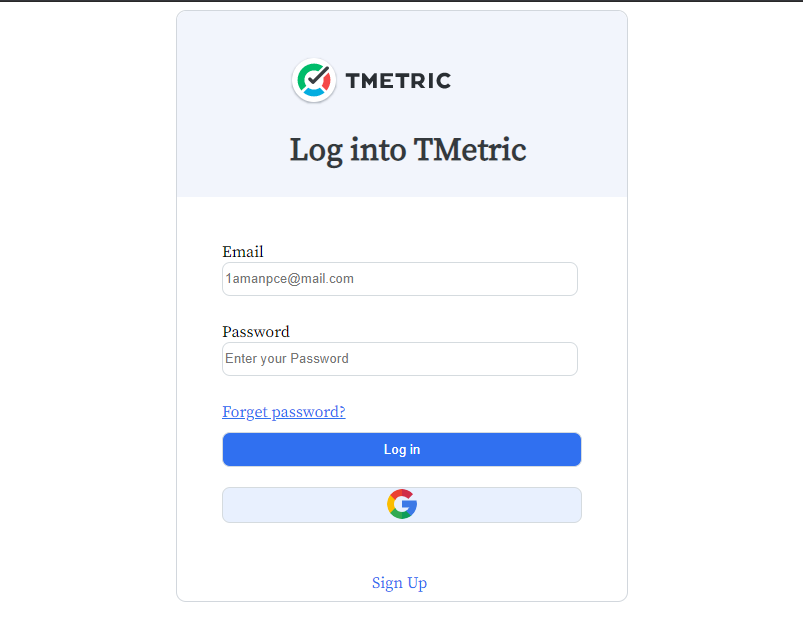 TMETRIC
Log into TMetric
Email
1amanpce@mail.com
Password
Enter your Password
Forget password?
Log in
Sign Up